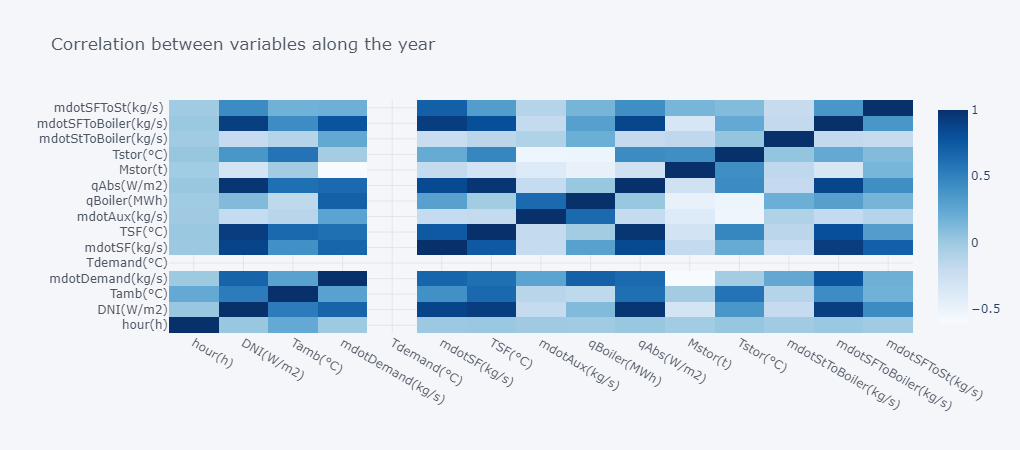 Correlation between variables along the year
mdotSFToSt(kg/s)
mdotSFToBoiler(kg/s)
mdotStToBoiler(kg/s)
Tstor(°C)
Mstor(t)
qAbs(W/m2)
qBoiler(MWh)
mdotAux(kg/s)
TSF(°C)
mdotSF(kg/s)
Tdemand(°C)
mdotDemand(kg/s)
Tamb(°C)
DNI(W/m2)
hour(h)
hour(h)
DNI(W/m2)
Tamb(°C)
mdotDemand(kg/s)
Tdemand(°C)
mdotSF(kg/s)
TSF(°C)
mdotAux(kg/s)
qBoiler(MWh)
qAbs(W/m2)
Mstor(t)
Tstor(°C)
mdotStToBoiler(kg/s)
mdotSFToBoiler(kg/s)
mdotSFToSt(kg/s)
1
0.5
0
−0.5